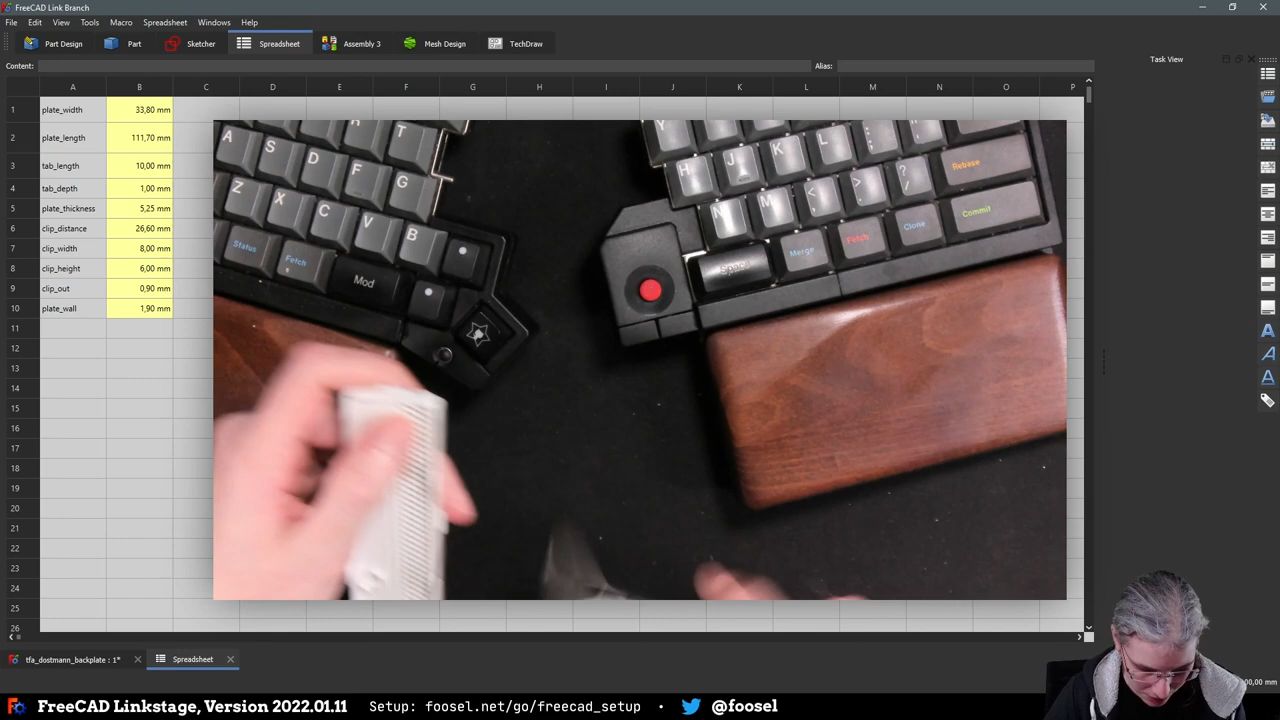 FreeCAD Link Branch
File Edit View Tools Macro Spreadsheet Windows Help
Part Design Part Sketcher Spreadsheet Assembly 3 Mesh Design TechDraw
Content: Alias: Task View
A B C D E F G H I J K L M N O P
1 plate_width 33,80 mm
2 plate_length 111,70 mm
3 tab_length 10,00 mm
4 tab_depth 1,00 mm
5 plate_thickness 5,25 mm
6 clip_distance 26,60 mm
7 clip_width 8,00 mm
8 clip_height 6,00 mm
9 clip_out 0,90 mm
10 plate_wall 1,90 mm
11
12
13
14
15
16
17
18
19
20
21
22
23
24
25
26
R T Y
A S D F G H J K L : ;
Z X C V B N M < > ? /
Status Fetch Mod Space Merge Fetch Clone Commit
Rebase
tfa_dostmann_backplate : 1* Spreadsheet
00,00 mm
FreeCAD Linkstage, Version 2022.01.11 Setup: foosel.net/go/freecad_setup • @foosel